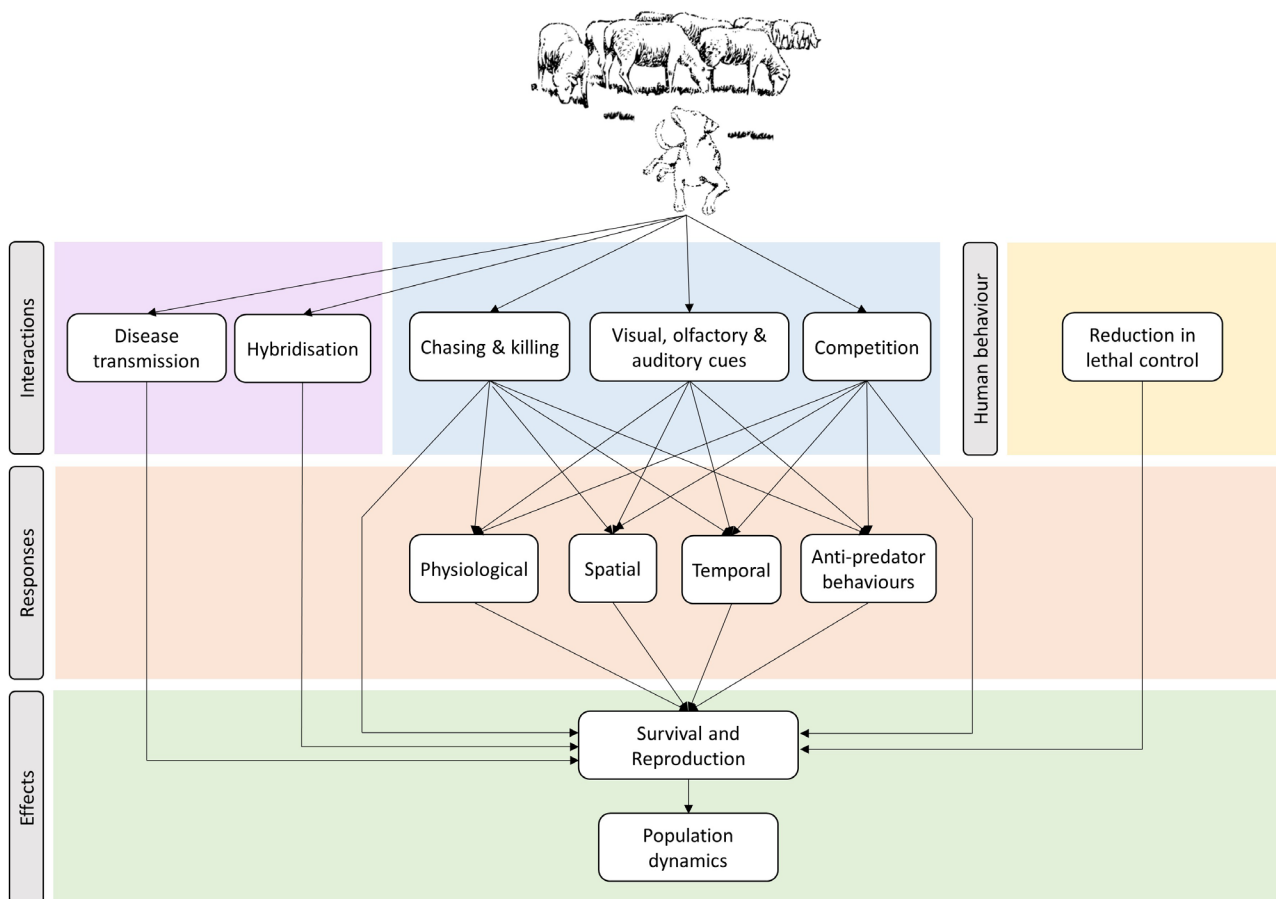 Interactions
Disease
transmission
Hybridisation
Chasing & killing
Visual, olfactory &
auditory cues
Competition
Human behaviour
Reduction in
lethal control
Responses
Physiological
Spatial
Temporal
Anti-predator
behaviours
Effects
Survival and
Reproduction
Population
dynamics